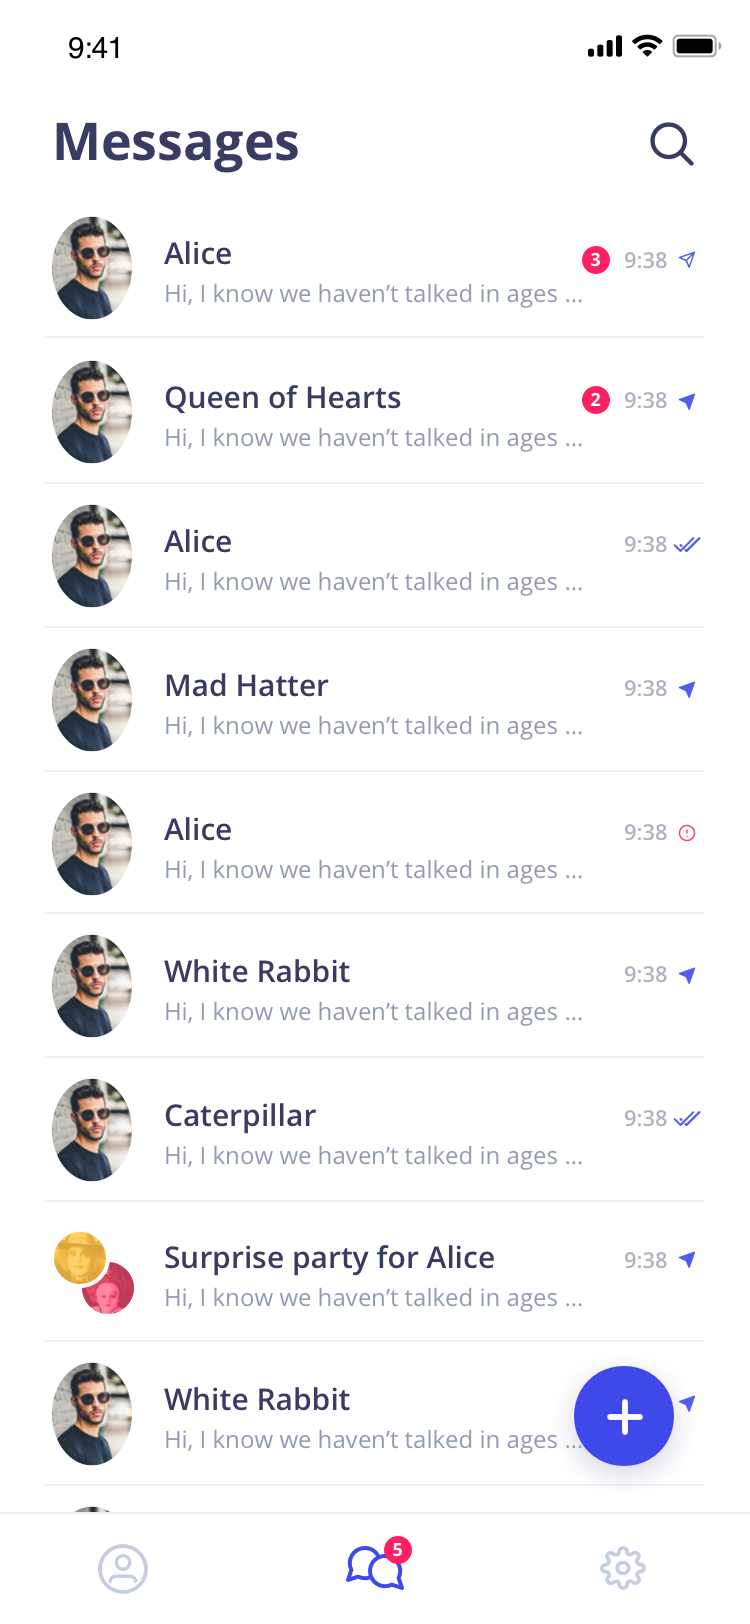 9:41
Messages
Alice
3 9:38
Hi, I know we haven’t talked in ages ...
Queen of Hearts
2 9:38
Hi, I know we haven’t talked in ages ...
Alice
9:38
Hi, I know we haven’t talked in ages ...
Mad Hatter
9:38
Hi, I know we haven’t talked in ages ...
Alice
9:38
Hi, I know we haven’t talked in ages ...
White Rabbit
9:38
Hi, I know we haven’t talked in ages ...
Caterpillar
9:38
Hi, I know we haven’t talked in ages ...
Surprise party for Alice
9:38
Hi, I know we haven’t talked in ages ...
White Rabbit
Hi, I know we haven’t talked in ages ...
5